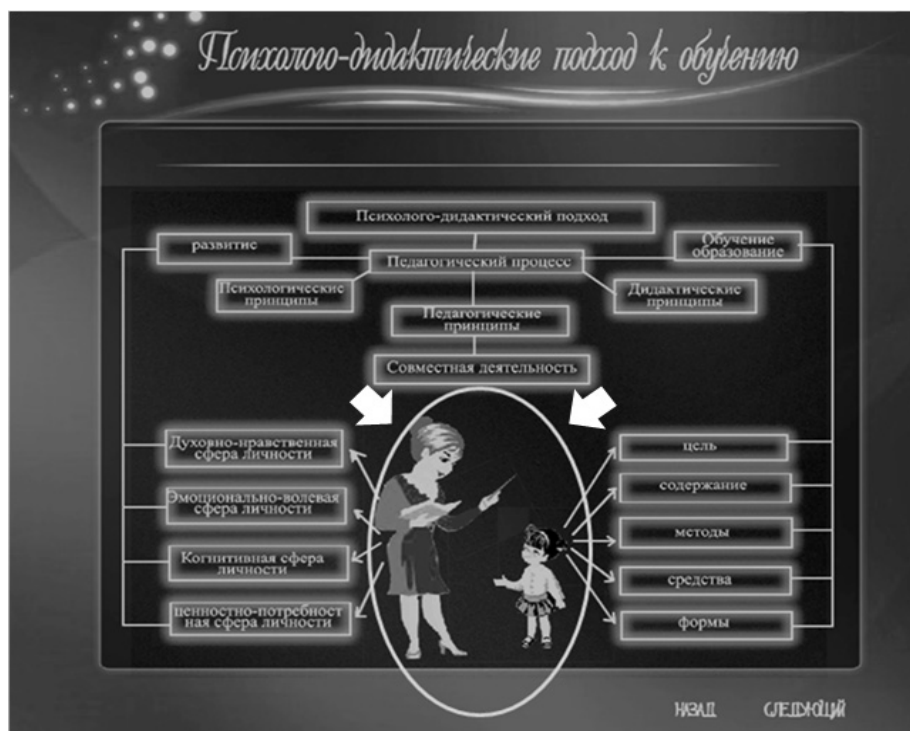 Психолого-дидактические подход к обучению
Психолого-дидактический подход
развитие
Обучение
образование
Педагогический процесс
Психологические
принципы
Дидактические
принципы
Педагогические
принципы
Совместная деятельность
Духовно-нравственная
сфера личности
Эмоционально-волевая
сфера личности
Когнитивная сфера
личности
ценностно-потребност
ная сфера личности
цель
содержание
методы
средства
формы
НАЗАД
СЛЕДУЮЩИЙ